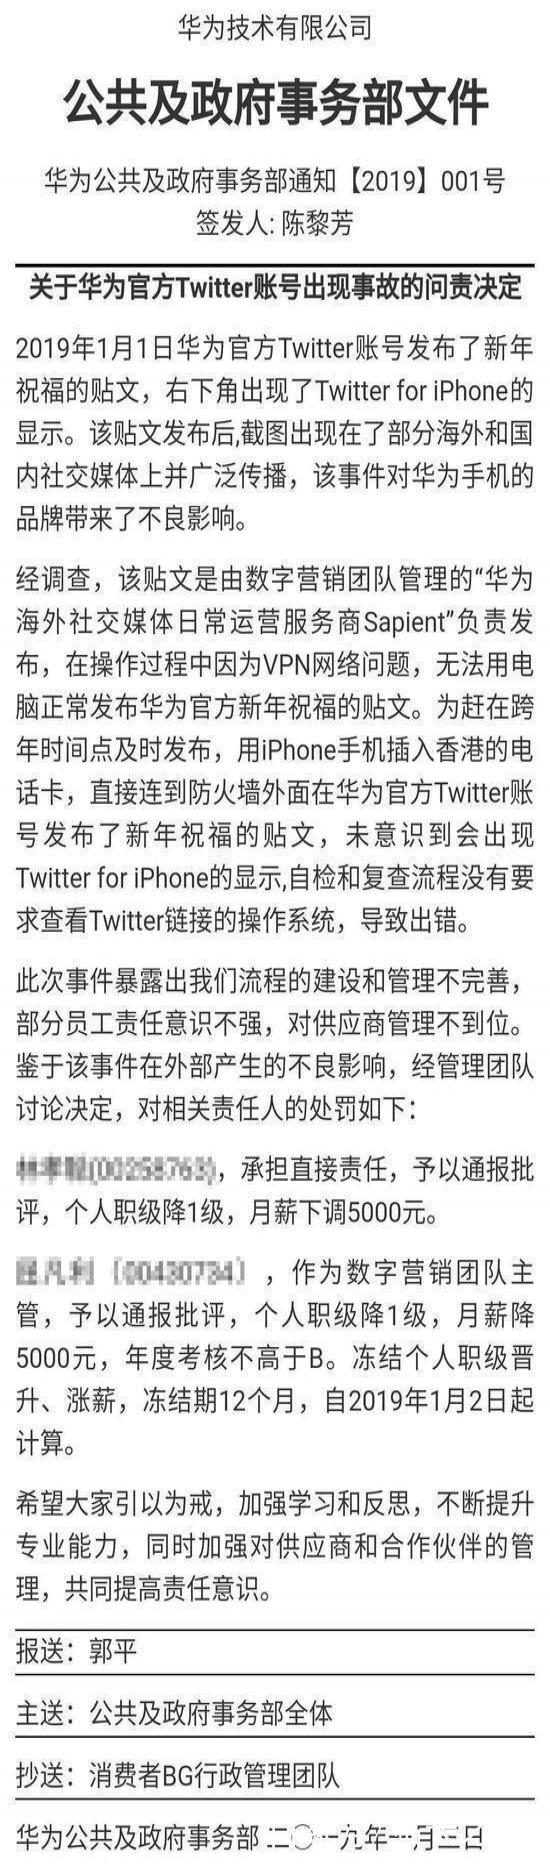 华为技术有限公司
公共及政府事务部文件
华为公共及政府事务部通知【2019】001号
签发人: 陈黎芳
关于华为官方Twitter账号出现事故的问责决定
2019年1月1日华为官方Twitter账号发布了新年
祝福的贴文，右下角出现了Twitter for iPhone的
显示。该贴文发布后,截图出现在了部分海外和国
内社交媒体上并广泛传播，该事件对华为手机的
品牌带来了不良影响。
经调查，该贴文是由数字营销团队管理的“华为
海外社交媒体日常运营服务商Sapient”负责发
布，在操作过程中因为VPN网络问题，无法用电
脑正常发布华为官方新年祝福的贴文。为赶在跨
年时间点及时发布，用iPhone手机插入香港的电
话卡，直接连到防火墙外面在华为官方Twitter账
号发布了新年祝福的贴文，未意识到会出现
Twitter for iPhone的显示,自检和复查流程没有要
求查看Twitter链接的操作系统，导致出错。
此次事件暴露出我们流程的建设和管理不完善，
部分员工责任意识不强，对供应商管理不到位。
鉴于该事件在外部产生的不良影响，经管理团队
讨论决定，对相关责任人的处罚如下：
，承担直接责任，予以通报批
评，个人职级降1级，月薪下调5000元。
，作为数字营销团队主
管，予以通报批评，个人职级降1级，月薪降
5000元，年度考核不高于B。冻结个人职级晋
升、涨薪，冻结期12个月，自2019年1月2日起
计算。
希望大家引以为戒，加强学习和反思，不断提升
专业能力，同时加强对供应商和合作伙伴的管
理，共同提高责任意识。
报送：郭平
主送：公共及政府事务部全体
抄送：消费者BG行政管理团队
华为公共及政府事务部 二〇一九年一月三日